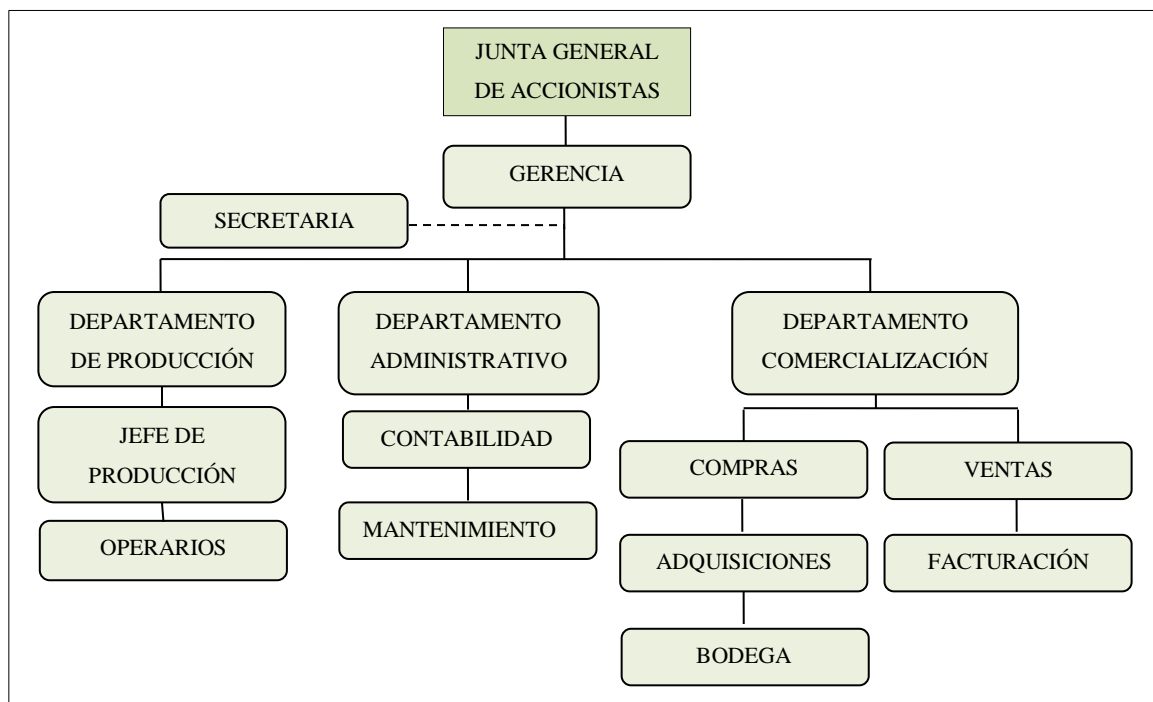 JUNTA GENERAL
DE ACCIONISTAS
GERENCIA
SECRETARIA
DEPARTAMENTO
DE PRODUCCIÓN
DEPARTAMENTO
ADMINISTRATIVO
DEPARTAMENTO
COMERCIALIZACIÓN
JEFE DE
PRODUCCIÓN
CONTABILIDAD
COMPRAS
VENTAS
OPERARIOS
MANTENIMIENTO
ADQUISICIONES
FACTURACIÓN
BODEGA